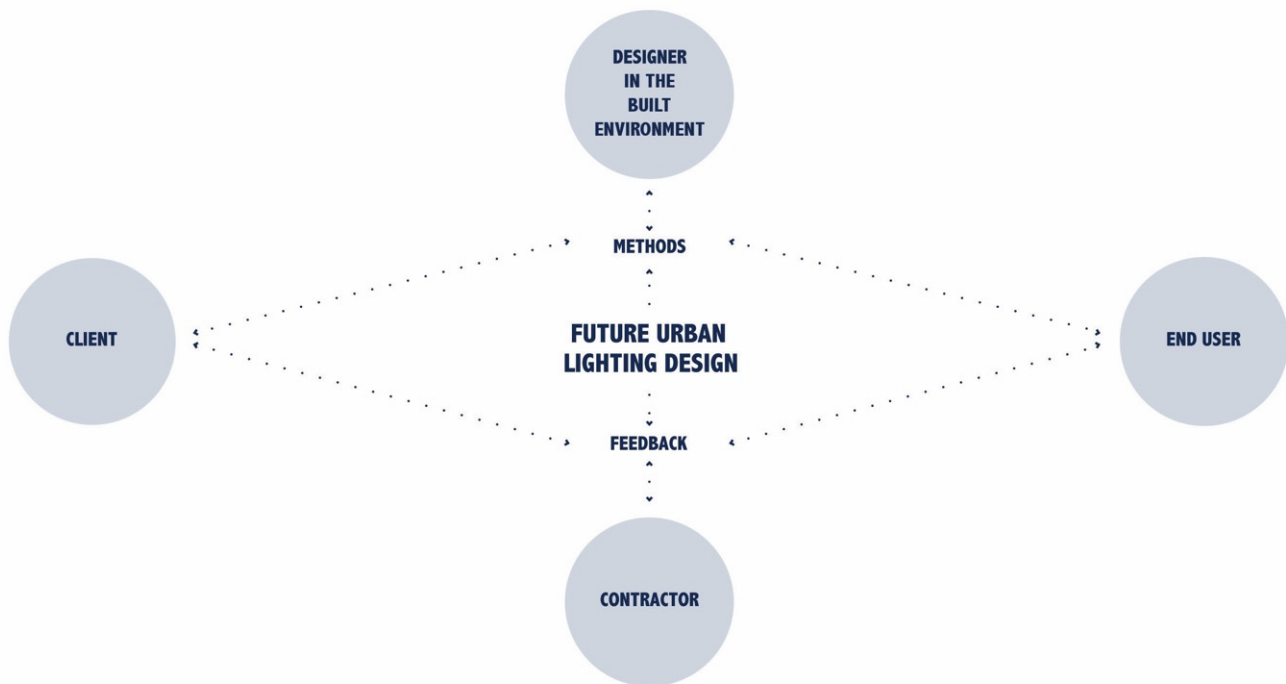 DESIGNER
IN THE
BUILT
ENVIRONMENT
METHODS
CLIENT
FUTURE URBAN
LIGHTING DESIGN
END USER
FEEDBACK
CONTRACTOR